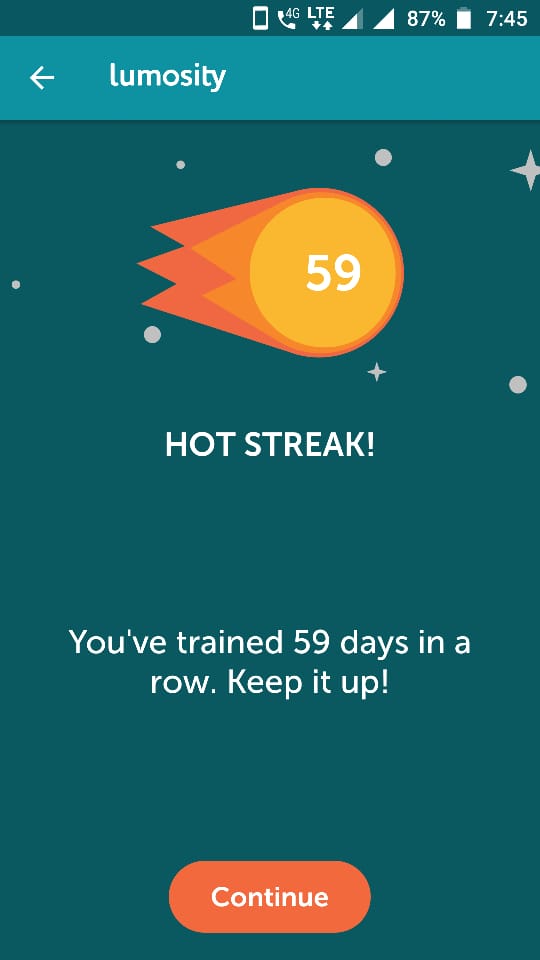 4G LTE 87% 7:45
lumosity
59
HOT STREAK!
You've trained 59 days in a
row. Keep it up!
Continue